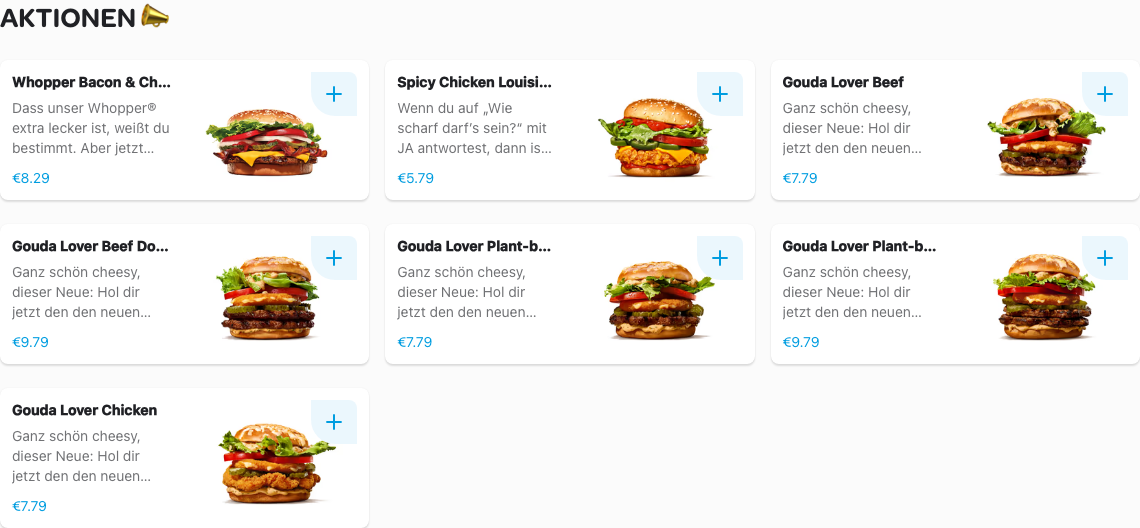 AKTIONEN
Whopper Bacon & Ch...
Dass unser Whopper®
extra lecker ist, weißt du
bestimmt. Aber jetzt...
€8.29
Spicy Chicken Louisi...
Wenn du auf „Wie
scharf darf's sein?“ mit
JA antwortest, dann is...
€5.79
Gouda Lover Beef
Ganz schön cheesy,
dieser Neue: Hol dir
jetzt den den neuen...
€7.79
Gouda Lover Beef Do...
Ganz schön cheesy,
dieser Neue: Hol dir
jetzt den den neuen...
€9.79
Gouda Lover Plant-b...
Ganz schön cheesy,
dieser Neue: Hol dir
jetzt den den neuen...
€7.79
Gouda Lover Plant-b...
Ganz schön cheesy,
dieser Neue: Hol dir
jetzt den den neuen...
€9.79
Gouda Lover Chicken
Ganz schön cheesy,
dieser Neue: Hol dir
jetzt den den neuen...
€7.79